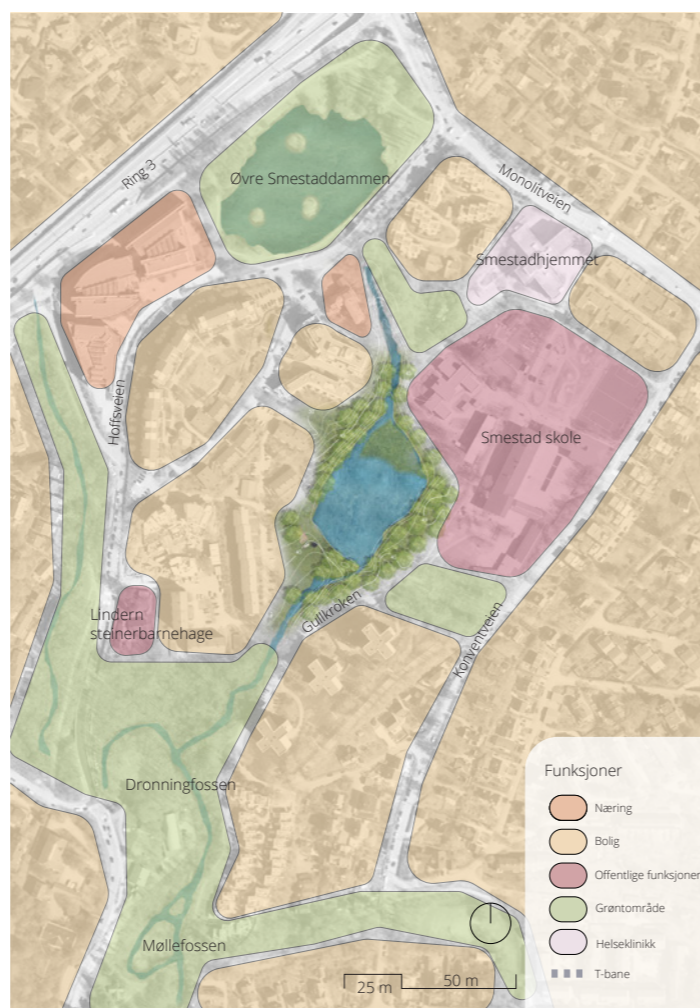 Ring 3
Øvre Smestaddammen
Monolitveien
Smestadhjemmet
Hoffsveien
Smestad skole
Lindern
steinerbarnehage
Gullkroken
Konventveien
Dronningfossen
Møllefossen
Funksjoner
Næring
Bolig
Offentlige funksjoner
Grøntområde
Helseklinikk
T-bane
25 m
50 m